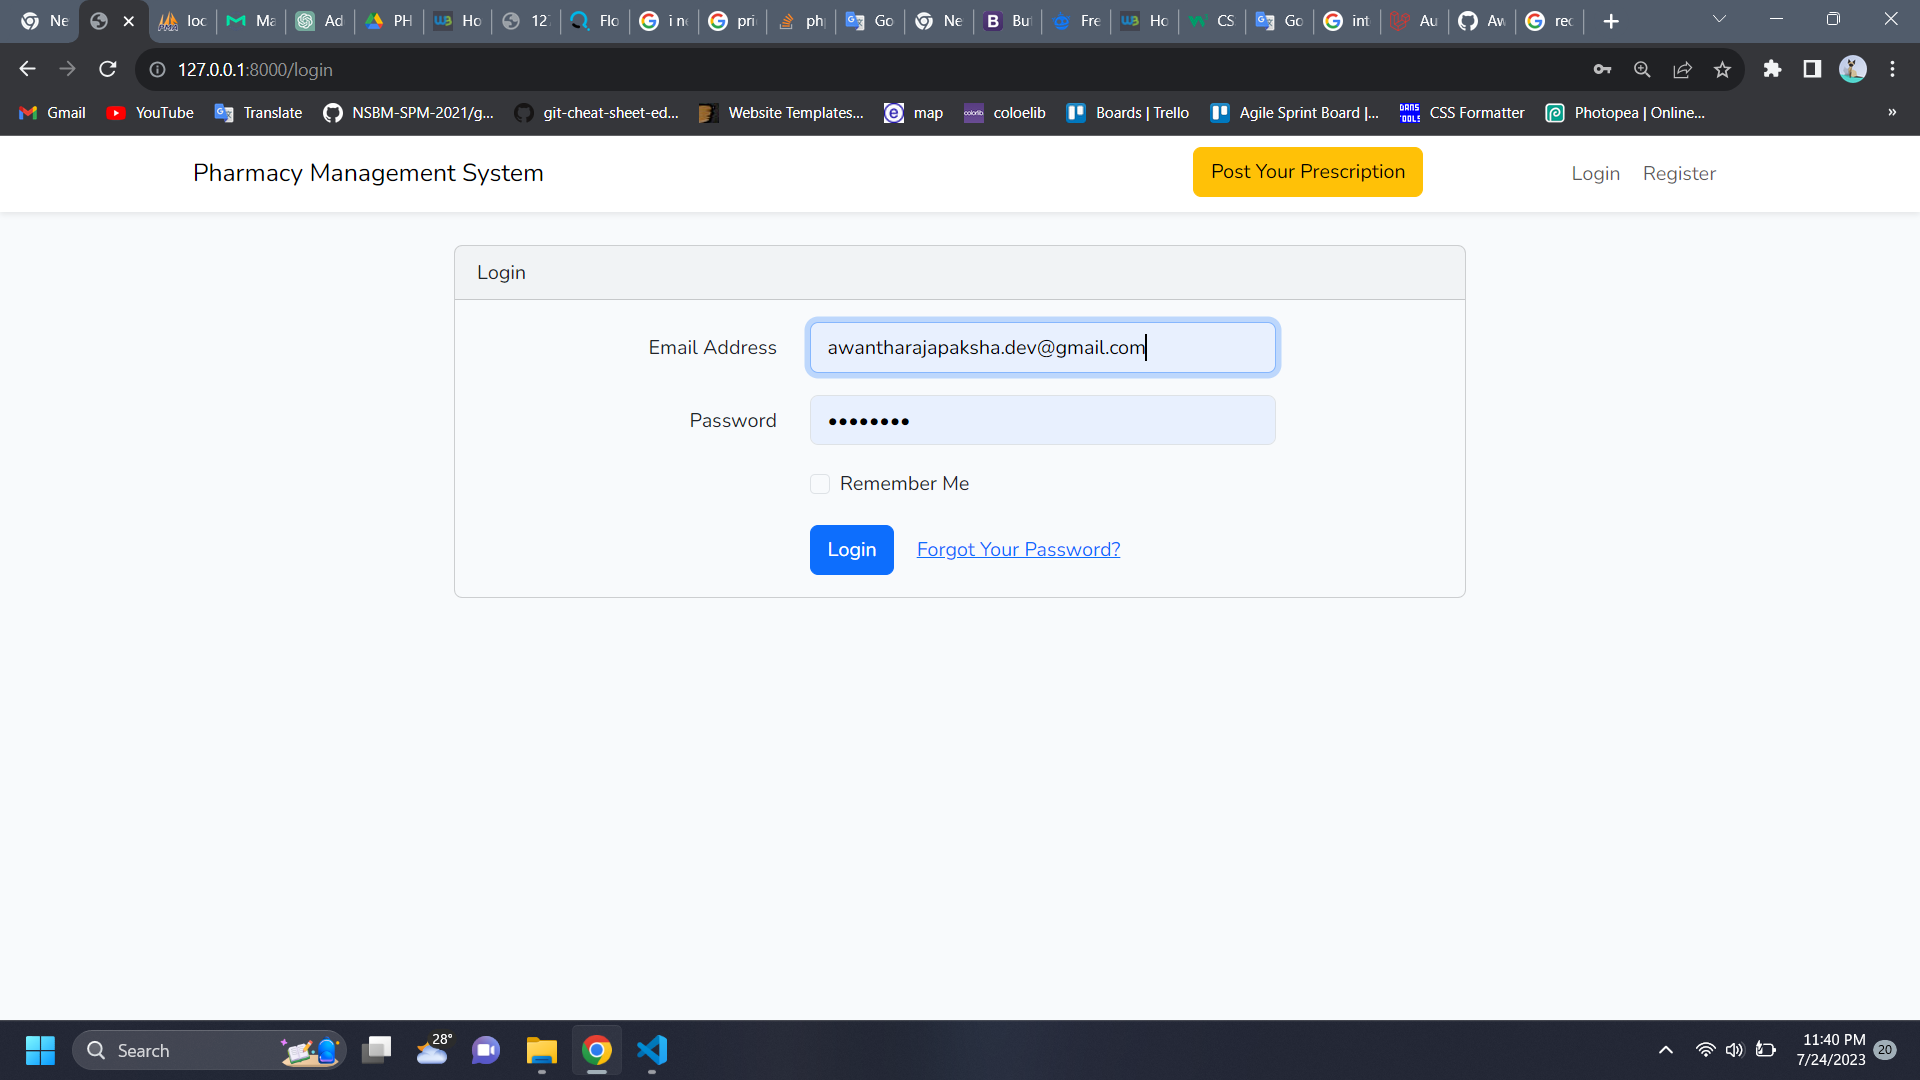 Ne
loc
Ma
Ad
PH
Ho
127
Flo
i ne
pri
php
Go
Ne
But
Fre
Ho
CS
Go
int
Au
Aw
rec
127.0.0.1:8000/login
Gmail
YouTube
Translate
NSBM-SPM-2021/g...
git-cheat-sheet-ed...
Website Templates...
map
coloelib
Boards | Trello
Agile Sprint Board |...
CSS Formatter
Photopea | Online...
»
Pharmacy Management System
Post Your Prescription
Login
Register
Login
Email Address
awantharajapaksha.dev@gmail.com
Password
••••••••
Remember Me
Login
Forgot Your Password?
Search
28°
11:40 PM
7/24/2023
20